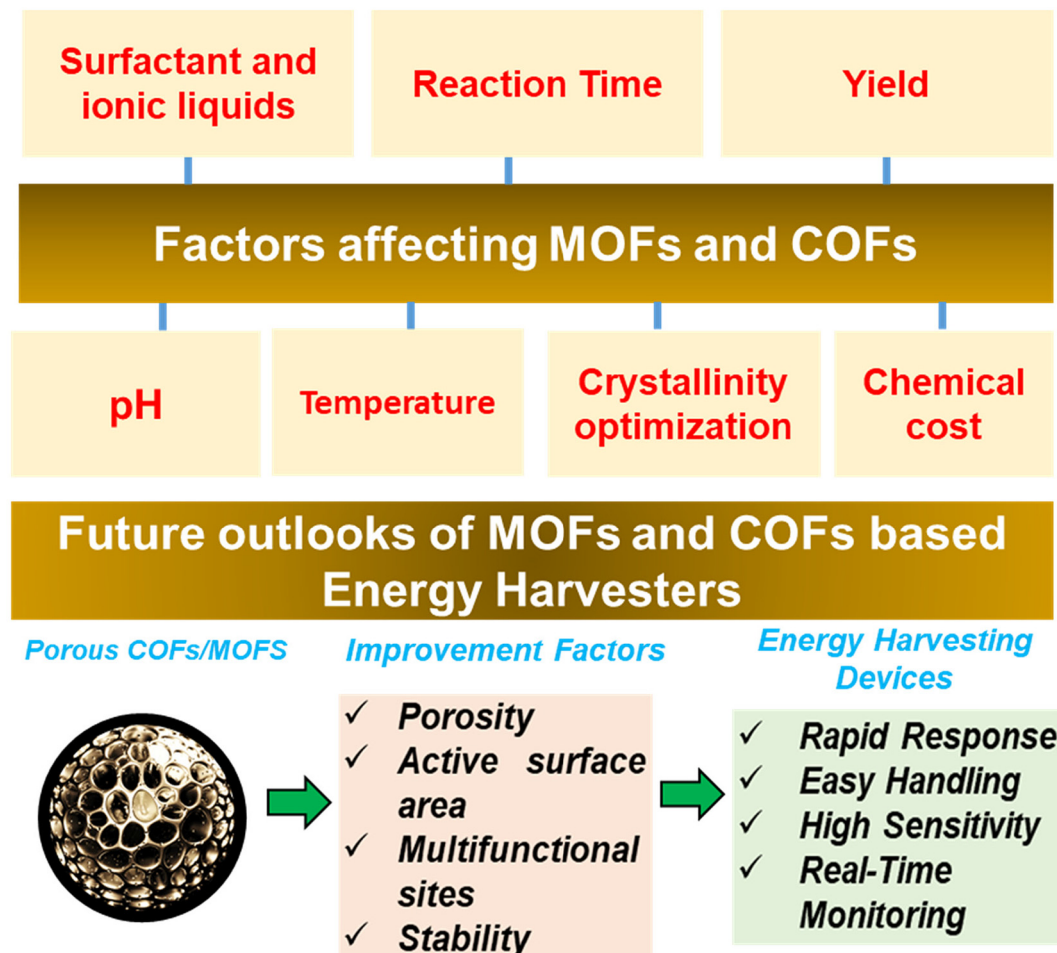 Surfactant and
ionic liquids
Reaction Time
Yield
Factors affecting MOFs and COFs
pH
Temperature
Crystallinity
optimization
Chemical
cost
Future outlooks of MOFs and COFs based
Energy Harvesters
Porous COFs/MOFS
Improvement Factors
Energy Harvesting
Devices
✓ Porosity
✓ Active surface
area
✓ Multifunctional
sites
✓ Stability
✓ Rapid Response
✓ Easy Handling
✓ High Sensitivity
✓ Real-Time
Monitoring